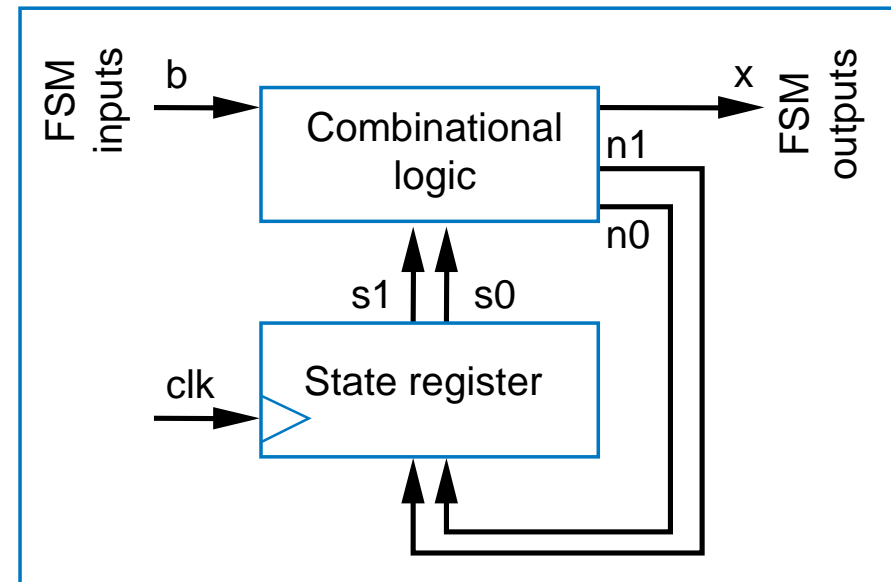 FSM
inputs
b
x
FSM
outputs
Combinational
logic
n1
n0
s1
s0
clk
State register